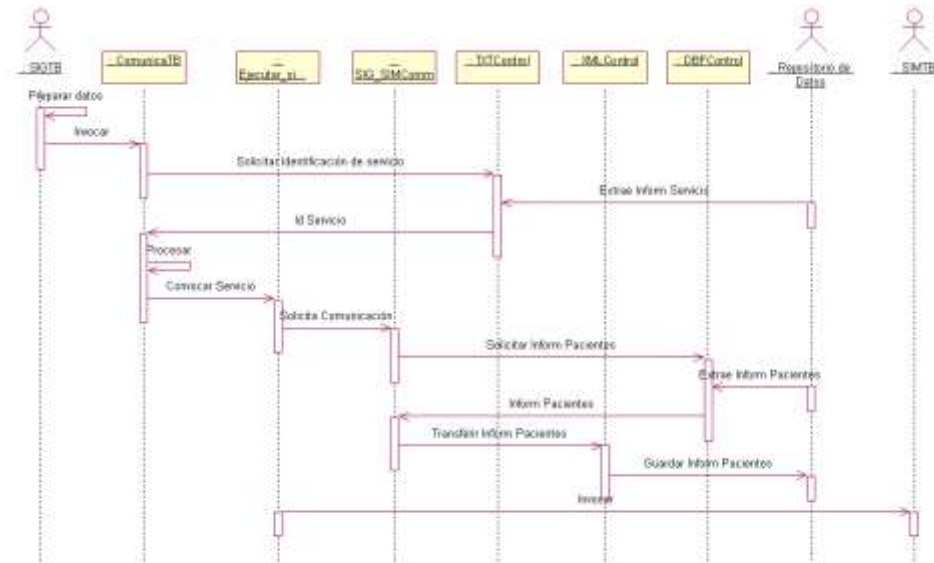 SIGTB
ComunicaTB
Ejecutar_si...
SIG_SIMComm
TXTControl
XMLControl
DBFControl
Repositorio de
Datos
SIMTB
Preparar datos
Invocar
Solicitar identificación de servicio
Extrae Inform Servicio
Id Servicio
Procesar
Convocar Servicio
Solicita Comunicación
Solicitar Inform Pacientes
Extrae Inform Pacientes
Inform Pacientes
Transferir Inform Pacientes
Guardar Inform Pacientes
Invocar